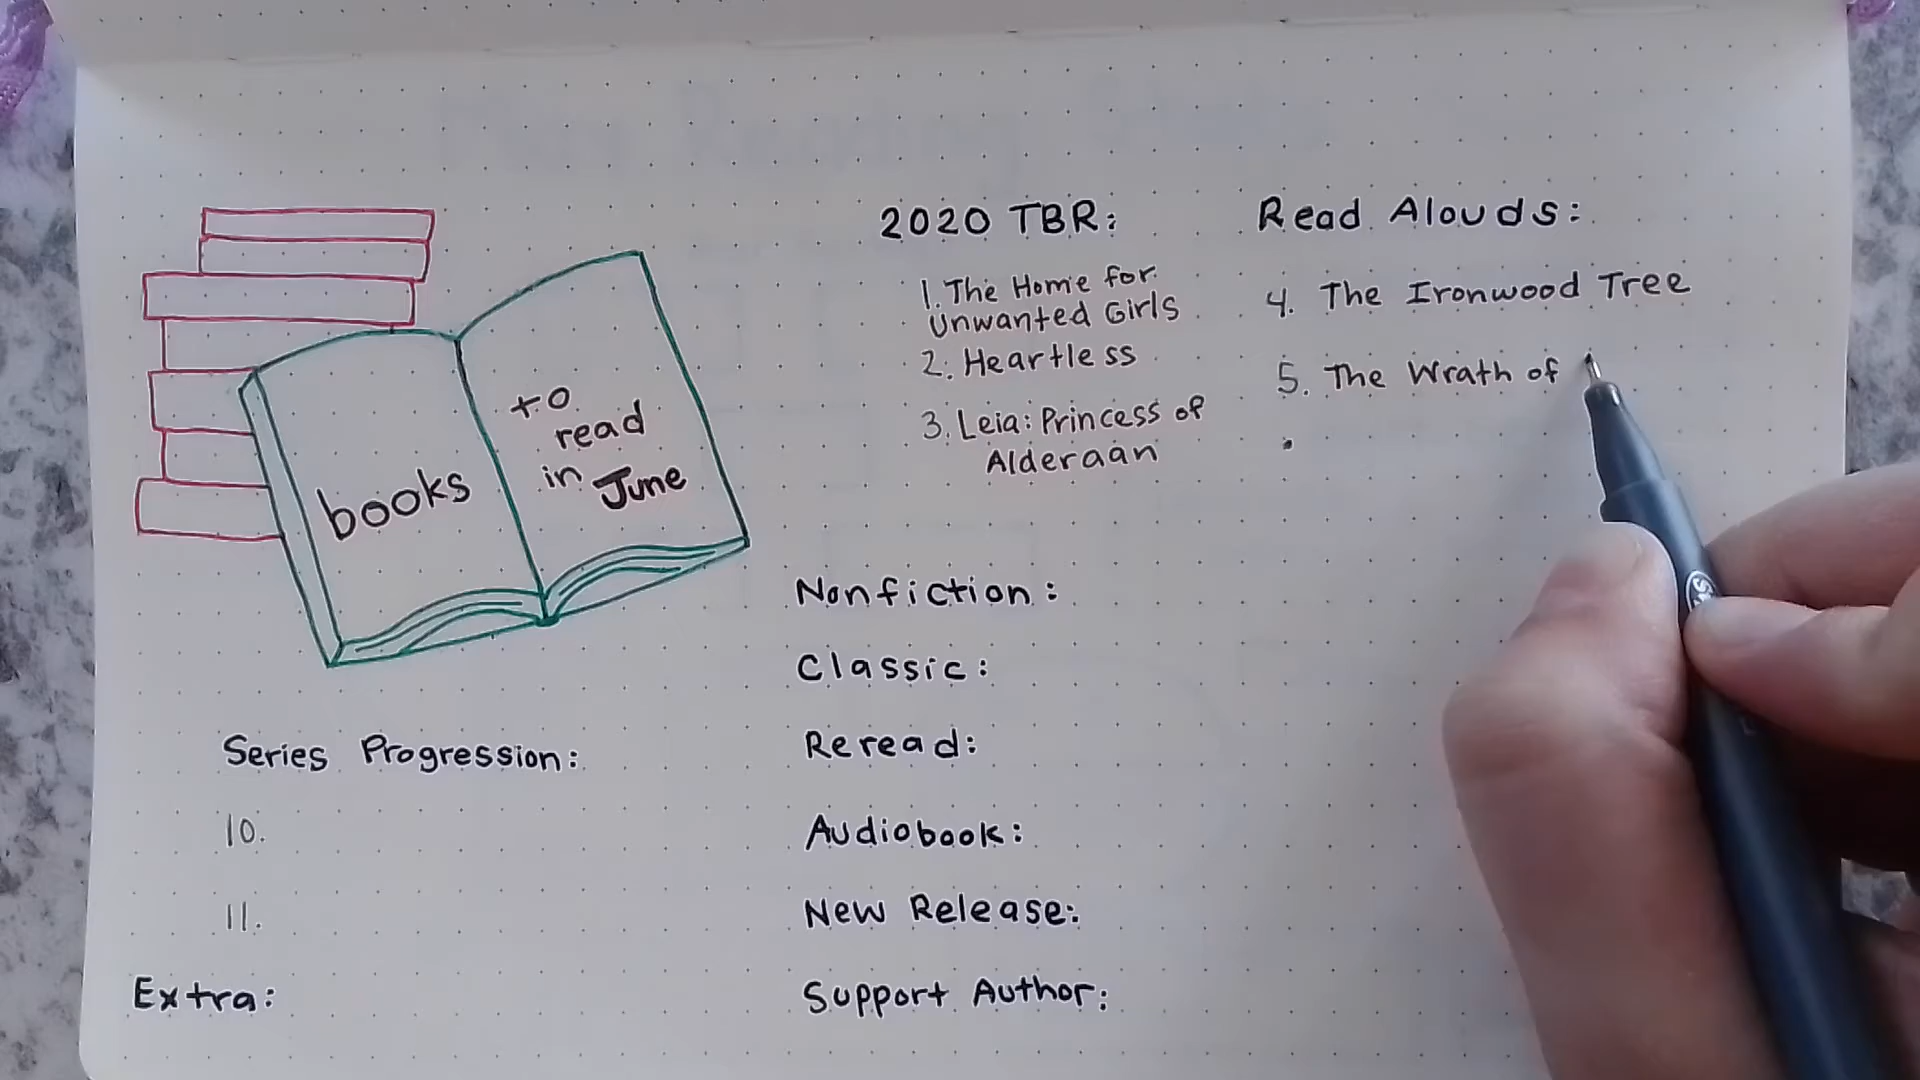 books
to
read
in June
2020 TBR:
1. The Home for
Unwanted Girls
2. Heartless
3. Leia: Princess of
Alderaan
Read Alouds:
4. The Ironwood Tree
5. The Wrath of
Nonfiction:
Classic:
Reread:
Audiobook:
New Release:
Support Author:
Series Progression:
10.
11.
Extra: